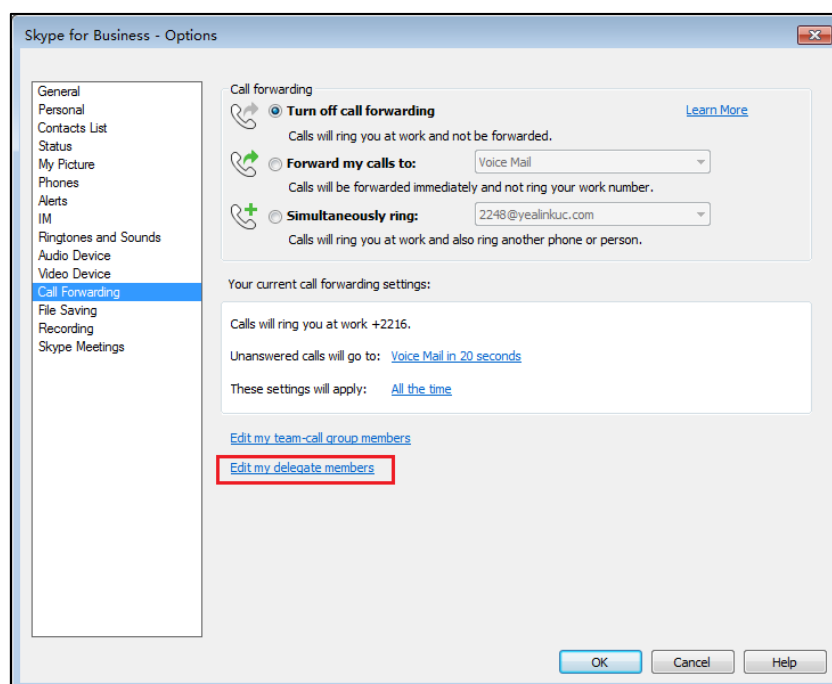 Skype for Business - Options
General
Personal
Contacts List
Status
My Picture
Phones
Alerts
IM
Ringtones and Sounds
Audio Device
Video Device
Call Forwarding
File Saving
Recording
Skype Meetings
Call forwarding
Turn off call forwarding
Learn More
Calls will ring you at work and not be forwarded.
Forward my calls to:
Voice Mail
Calls will be forwarded immediately and not ring your work number.
Simultaneously ring:
2248@yealinkuc.com
Calls will ring you at work and also ring another phone or person.
Your current call forwarding settings:
Calls will ring you at work +2216.
Unanswered calls will go to: Voice Mail in 20 seconds
These settings will apply: All the time
Edit my team-call group members
Edit my delegate members
OK
Cancel
Help